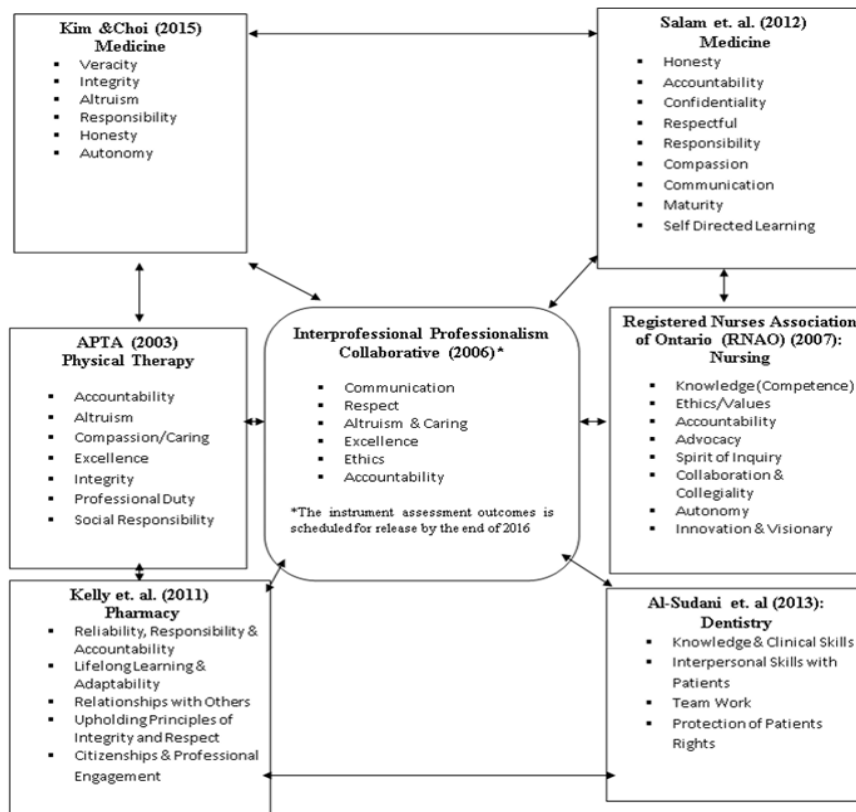 Kim &Choi (2015)
Medicine
▪ Veracity
▪ Integrity
▪ Altruism
▪ Responsibility
▪ Honesty
▪ Autonomy
Salam et. al. (2012)
Medicine
▪ Honesty
▪ Accountability
▪ Confidentiality
▪ Respectful
▪ Responsibility
▪ Compassion
▪ Communication
▪ Maturity
▪ Self Directed Learning
APTA (2003)
Physical Therapy
▪ Accountability
▪ Altruism
▪ Compassion/Caring
▪ Excellence
▪ Integrity
▪ Professional Duty
▪ Social Responsibility
Interprofessional Professionalism
Collaborative (2006)*
▪ Communication
▪ Respect
▪ Altruism & Caring
▪ Excellence
▪ Ethics
▪ Accountability
*The instrument assessment outcomes is
scheduled for release by the end of 2016
Registered Nurses Association
of Ontario (RNAO) (2007):
Nursing
▪ Knowledge (Competence)
▪ Ethics/Values
▪ Accountability
▪ Advocacy
▪ Spirit of Inquiry
▪ Collaboration &
Collegiality
▪ Autonomy
▪ Innovation & Visionary
Kelly et. al. (2011)
Pharmacy
▪ Reliability, Responsibility &
Accountability
▪ Lifelong Learning &
Adaptability
▪ Relationships with Others
▪ Upholding Principles of
Integrity and Respect
▪ Citizenships & Professional
Engagement
Al-Sudani et. al (2013):
Dentistry
▪ Knowledge & Clinical Skills
▪ Interpersonal Skills with
Patients
▪ Team Work
▪ Protection of Patients
Rights